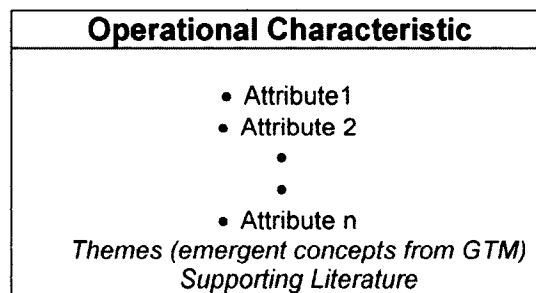 Operational Characteristic
• Attribute1
• Attribute 2
•
•
• Attribute n
Themes (emergent concepts from GTM)
Supporting Literature